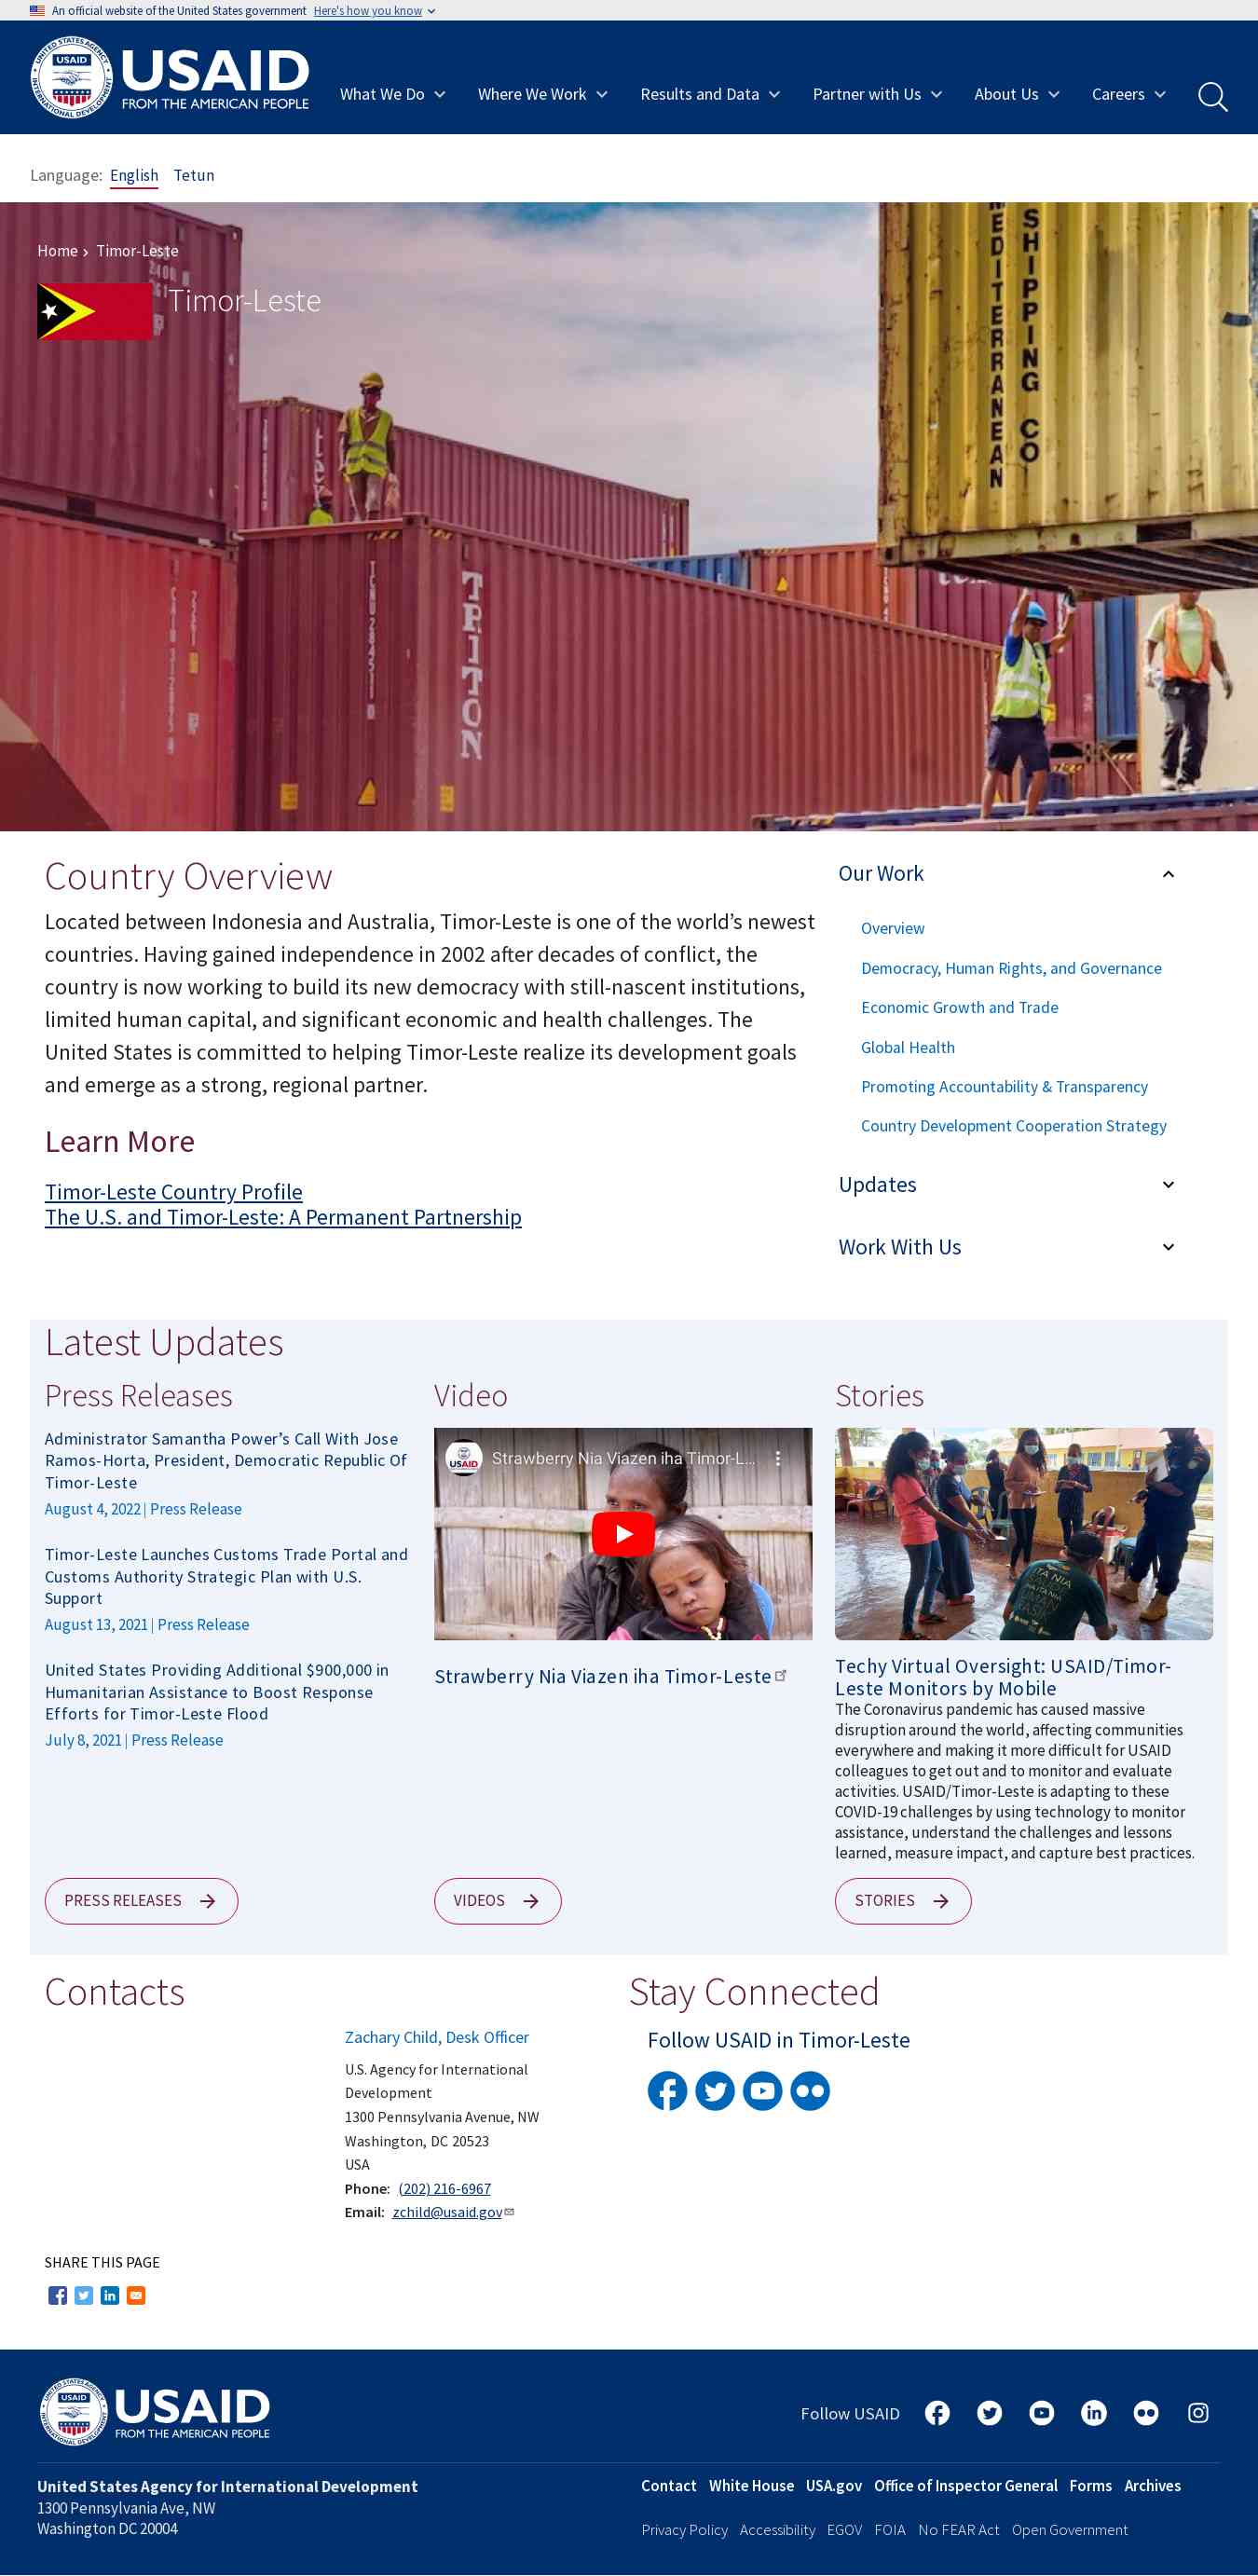 An official website of the United States government Here's how you know
USAID
FROM THE AMERICAN PEOPLE
What We Do
Where We Work
Results and Data
Partner with Us
About Us
Careers
Language: English Tetun
Home › Timor-Leste
Timor-Leste
MEDITERRANEAN
SHIPPING CO
TRITON
Country Overview
Located between Indonesia and Australia, Timor-Leste is one of the world’s newest
countries. Having gained independence in 2002 after decades of conflict, the
country is now working to build its new democracy with still-nascent institutions,
limited human capital, and significant economic and health challenges. The
United States is committed to helping Timor-Leste realize its development goals
and emerge as a strong, regional partner.
Learn More
Timor-Leste Country Profile
The U.S. and Timor-Leste: A Permanent Partnership
Our Work
Overview
Democracy, Human Rights, and Governance
Economic Growth and Trade
Global Health
Promoting Accountability & Transparency
Country Development Cooperation Strategy
Updates
Work With Us
Latest Updates
Press Releases
Administrator Samantha Power’s Call With Jose
Ramos-Horta, President, Democratic Republic Of
Timor-Leste
August 4, 2022 | Press Release
Timor-Leste Launches Customs Trade Portal and
Customs Authority Strategic Plan with U.S.
Support
August 13, 2021 | Press Release
United States Providing Additional $900,000 in
Humanitarian Assistance to Boost Response
Efforts for Timor-Leste Flood
July 8, 2021 | Press Release
PRESS RELEASES
Video
USAID
Strawberry Nia Viazen iha Timor-L...
Strawberry Nia Viazen iha Timor-Leste
VIDEOS
Stories
Techy Virtual Oversight: USAID/Timor-
Leste Monitors by Mobile
The Coronavirus pandemic has caused massive
disruption around the world, affecting communities
everywhere and making it more difficult for USAID
colleagues to get out and to monitor and evaluate
activities. USAID/Timor-Leste is adapting to these
COVID-19 challenges by using technology to monitor
assistance, understand the challenges and lessons
learned, measure impact, and capture best practices.
STORIES
Contacts
Zachary Child, Desk Officer
U.S. Agency for International
Development
1300 Pennsylvania Avenue, NW
Washington, DC 20523
USA
Phone: (202) 216-6967
Email: zchild@usaid.gov
Stay Connected
Follow USAID in Timor-Leste
SHARE THIS PAGE
USAID
FROM THE AMERICAN PEOPLE
Follow USAID
United States Agency for International Development
1300 Pennsylvania Ave, NW
Washington DC 20004
Contact White House USA.gov Office of Inspector General Forms Archives
Privacy Policy Accessibility EGOV FOIA No FEAR Act Open Government